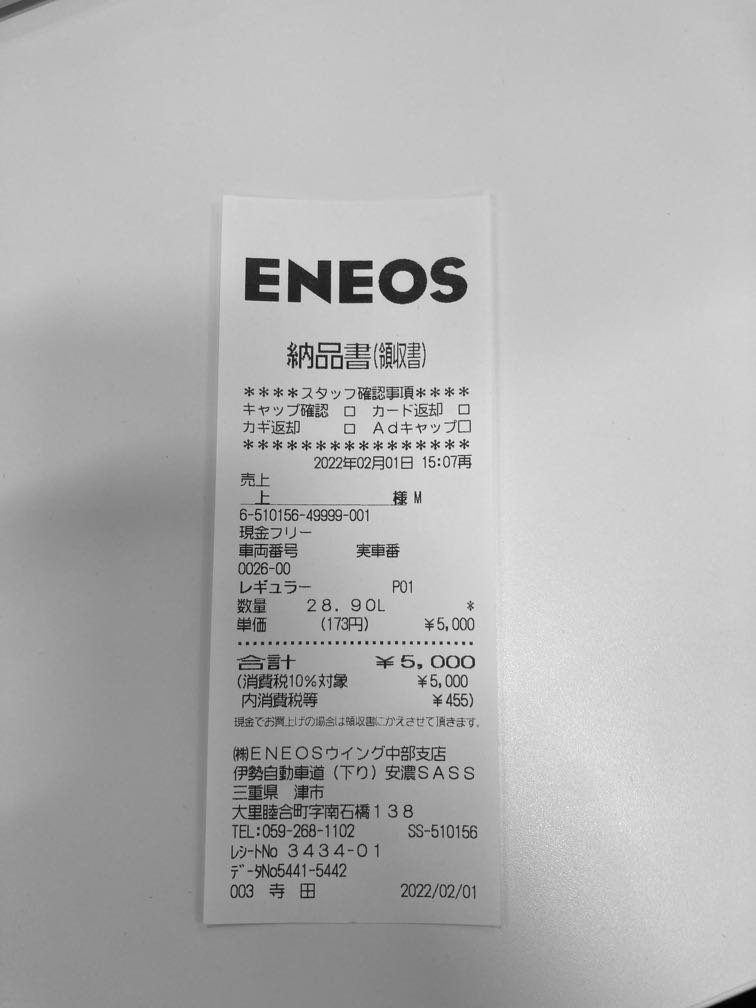 ENEOS
納品書(領収書)
****スタッフ確認事項****
キャップ確認 □ カード返却 □
カギ返却 □ Adキャップ□
****************
2022年02月01日 15:07再
売上
上 様 M
6-510156-49999-001
現金フリー
車両番号 実車番
0026-00
レギュラー P01
数量 28.90L *
単価 (173円) ¥5,000
合計 ¥5,000
(消費税10%対象 ¥5,000
内消費税等 ¥455)
現金でお買上げの場合は領収書にかえさせて頂きます。
㈱ENEOSウイング中部支店
伊勢自動車道(下り)安濃SASS
三重県 津市
大里睦合町字南石橋138
TEL:059-268-1102 SS-510156
レシートNo 3434-01
データNo5441-5442
003 寺田 2022/02/01